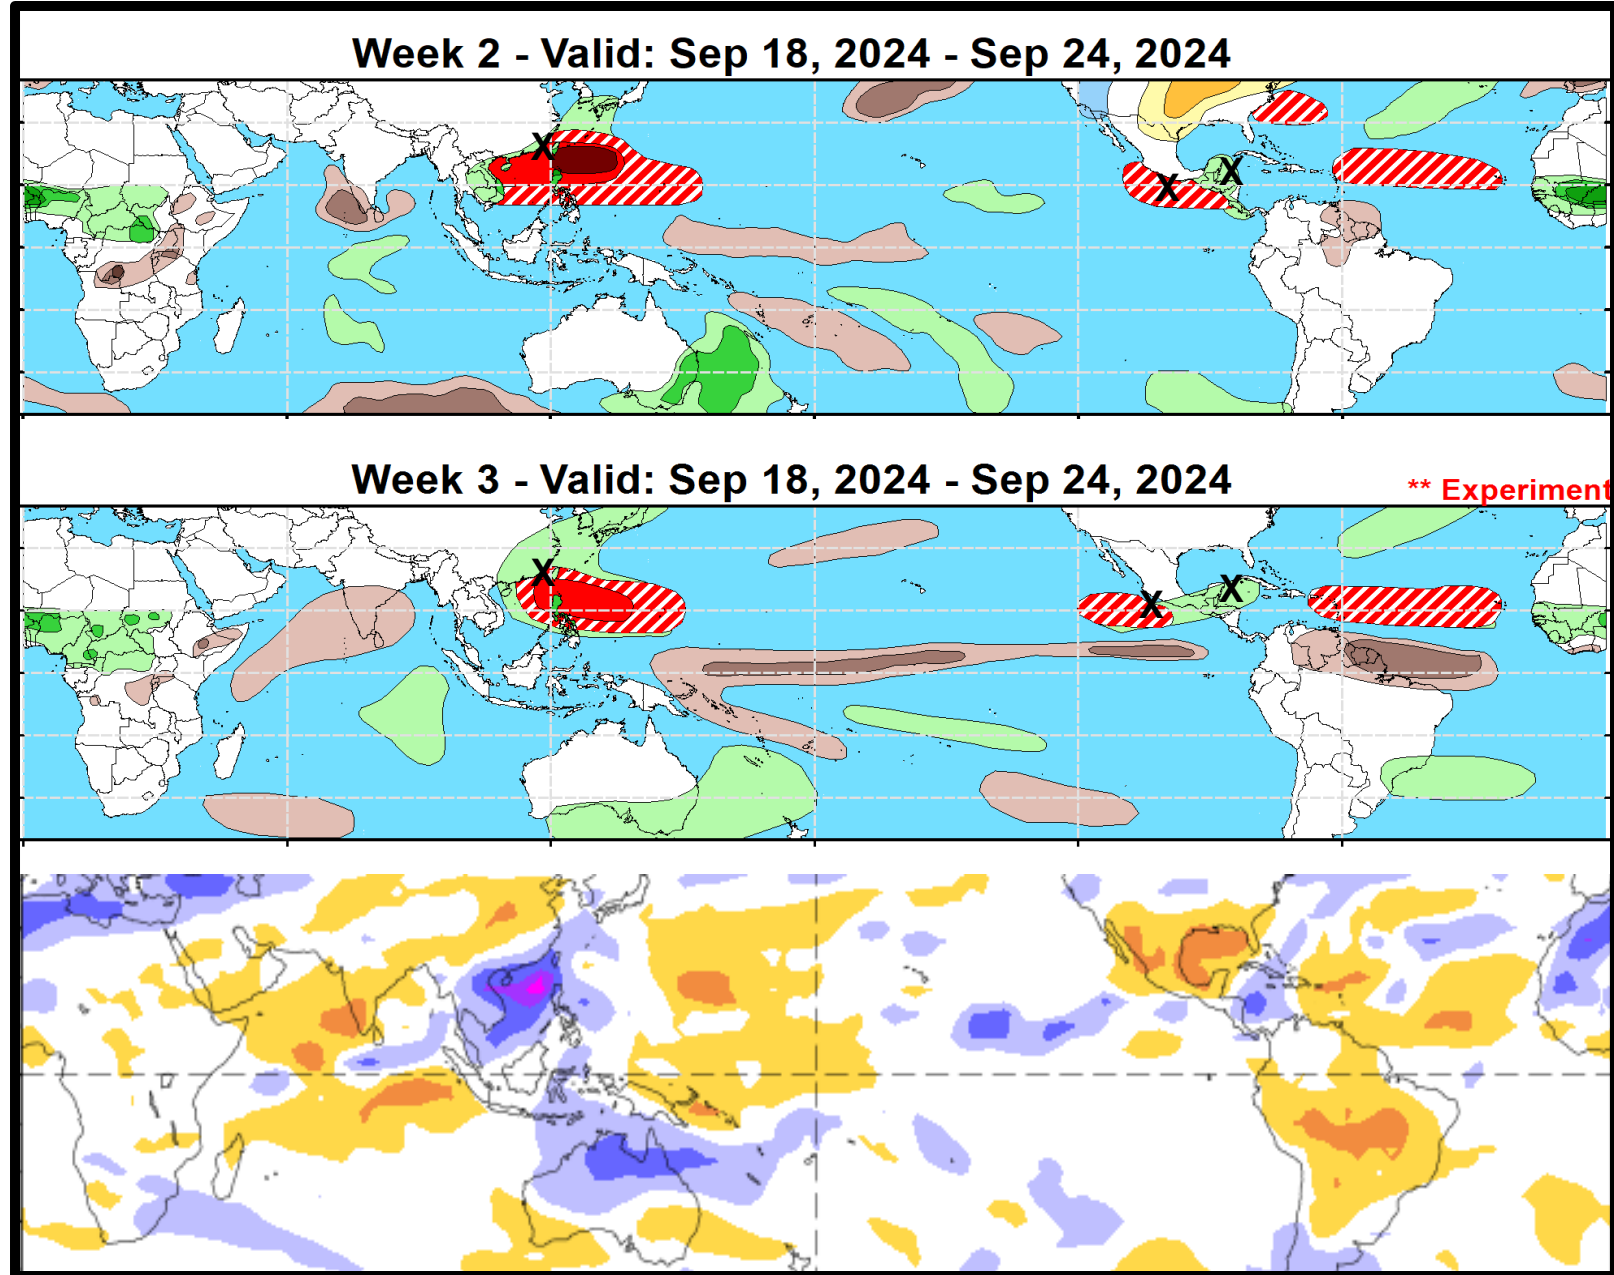 Week 2 - Valid: Sep 18, 2024 - Sep 24, 2024
X
X
X
Week 3 - Valid: Sep 18, 2024 - Sep 24, 2024
** Experiment
X
X
X